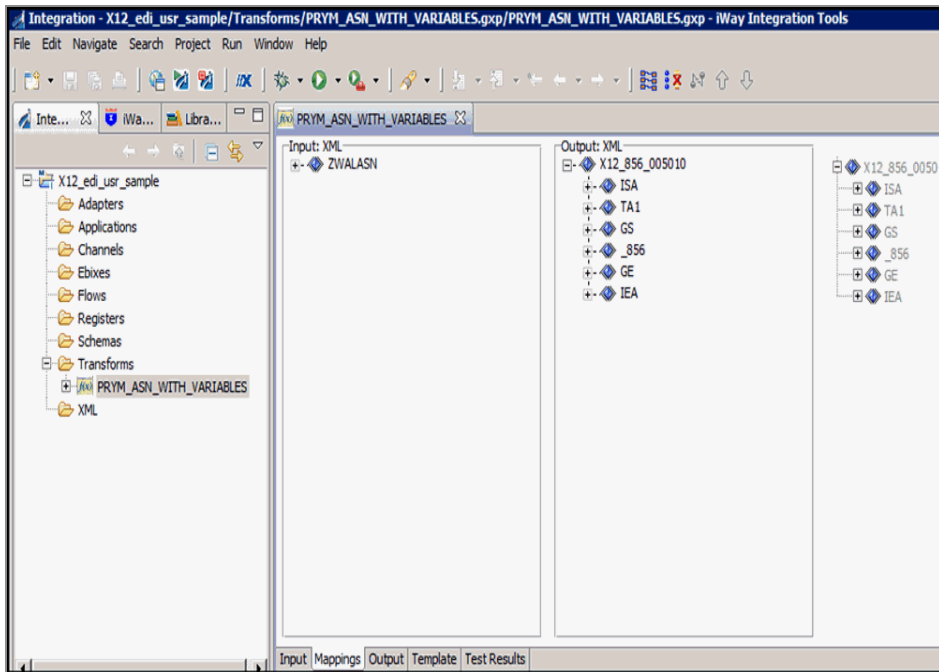 Integration - X12_edi_usr_sample/Transforms/PRYM_ASN_WITH_VARIABLES.gxp/PRYM_ASN_WITH_VARIABLES.gxp - iWay Integration Tools
File Edit Navigate Search Project Run Window Help
Inte... iWa... Libra...
X12_edi_usr_sample
Adapters
Applications
Channels
Ebixes
Flows
Registers
Schemas
Transforms
f(x) PRYM_ASN_WITH_VARIABLES
XML
f(x) PRYM_ASN_WITH_VARIABLES
Input: XML
ZWALASN
Output: XML
X12_856_005010
ISA
TA1
GS
_856
GE
IEA
X12_856_0050
ISA
TA1
GS
_856
GE
IEA
Input Mappings Output Template Test Results